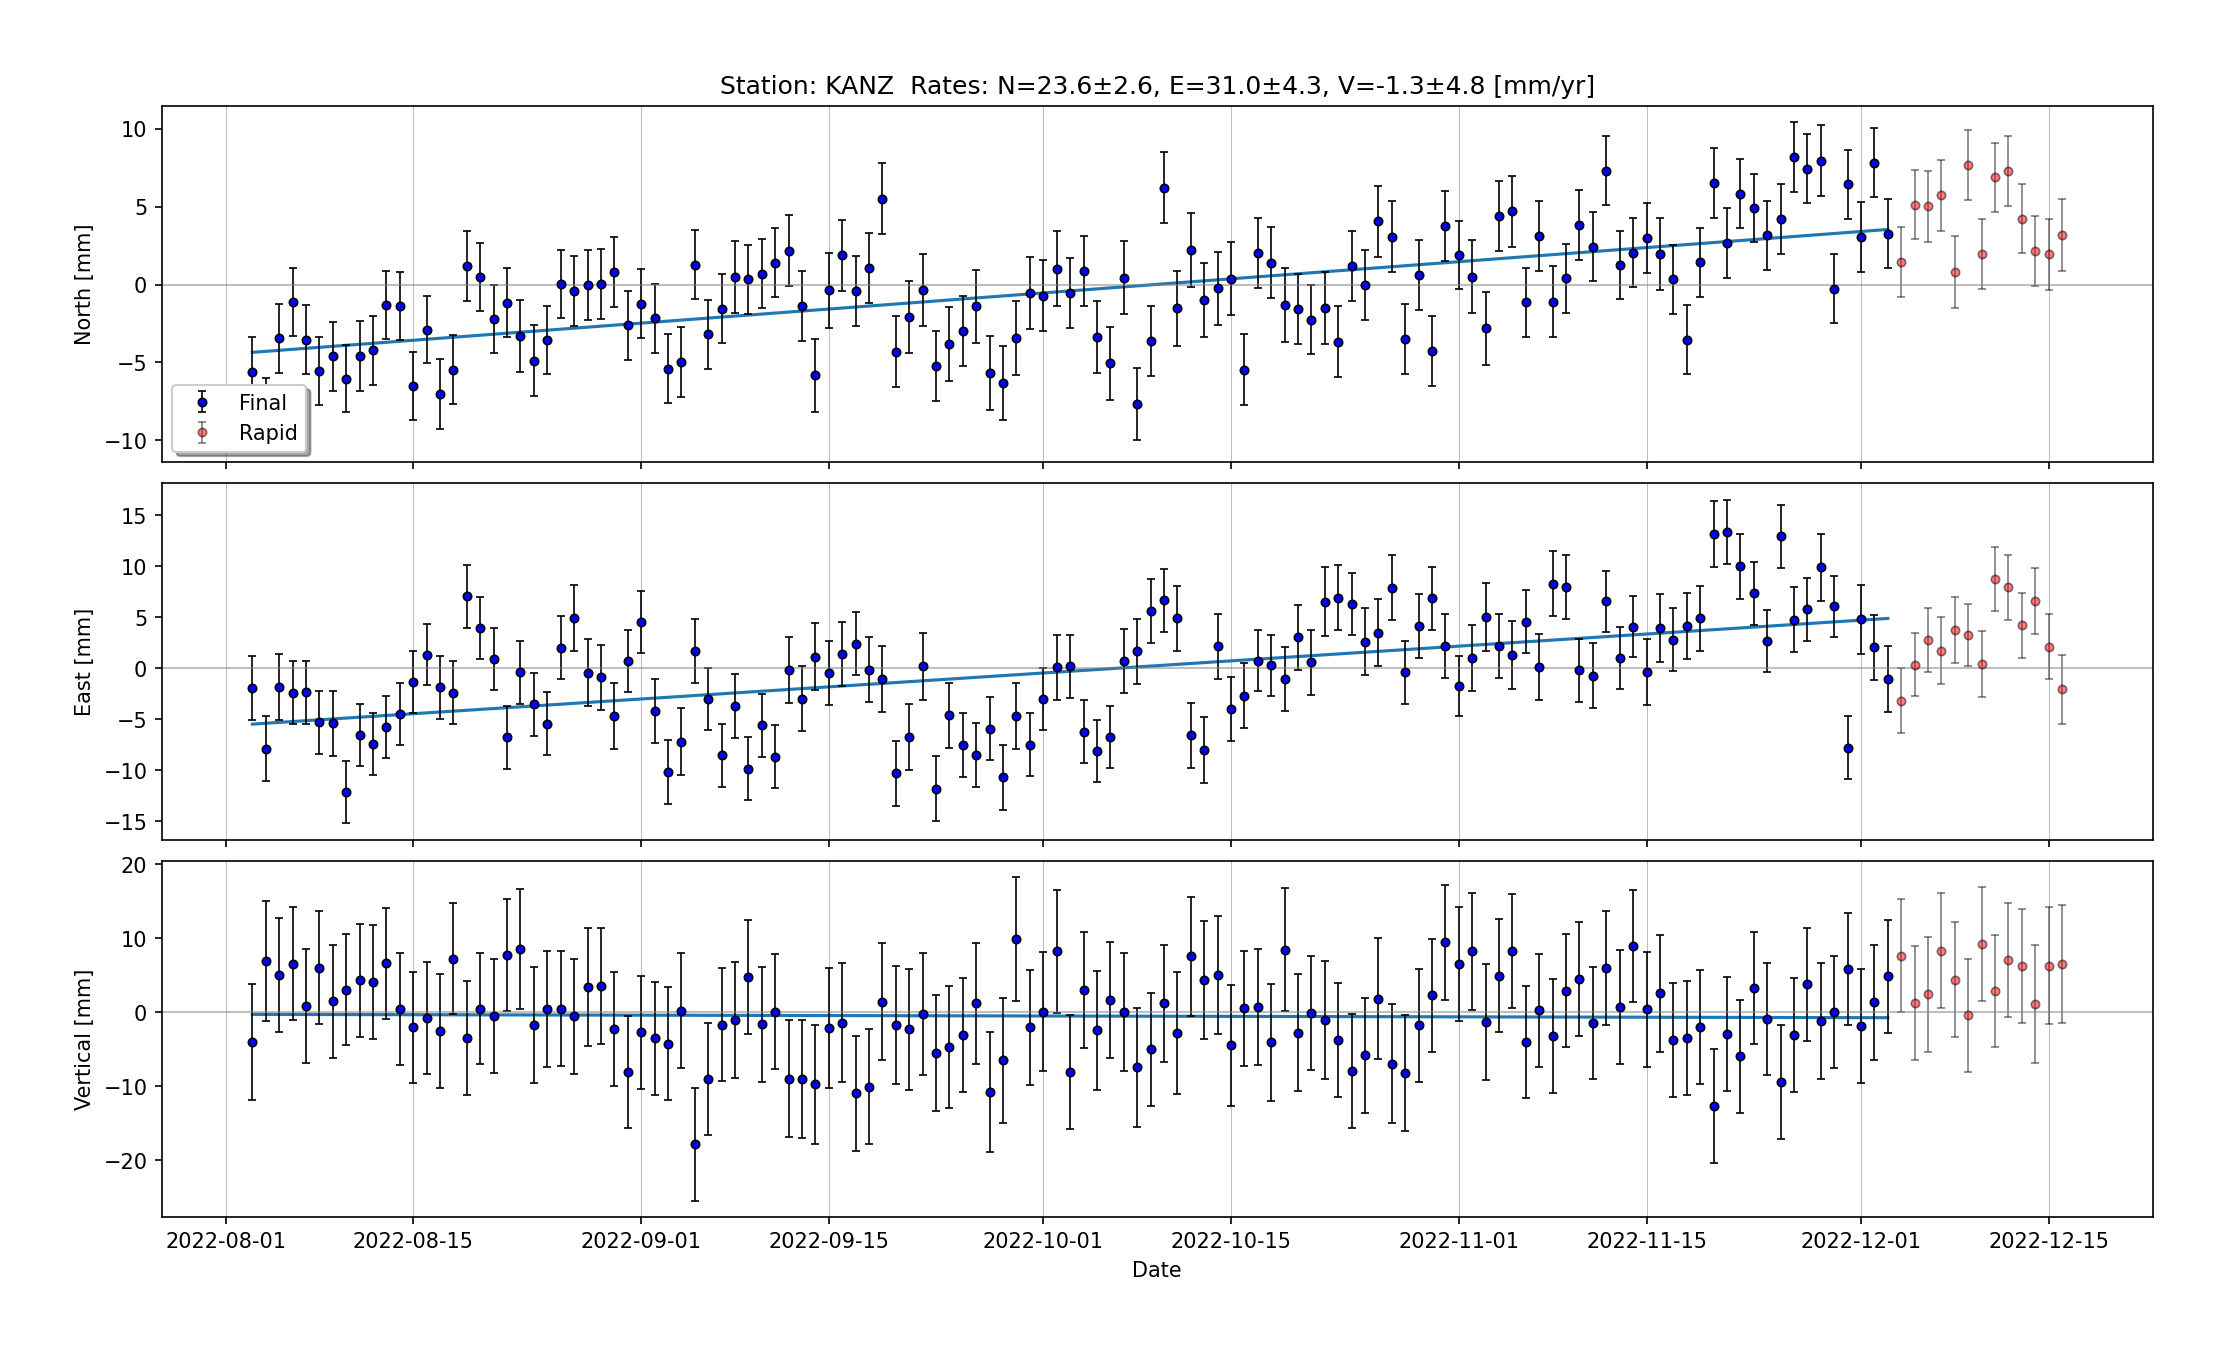 Station: KANZ  Rates: N=23.6±2.6, E=31.0±4.3, V=-1.3±4.8 [mm/yr]
10
5
0
−5
−10
North [mm]
Final
Rapid
15
10
5
0
−5
−10
−15
East [mm]
20
10
0
−10
−20
Vertical [mm]
2022-08-01 2022-08-15 2022-09-01 2022-09-15 2022-10-01 2022-10-15 2022-11-01 2022-11-15 2022-12-01 2022-12-15
Date